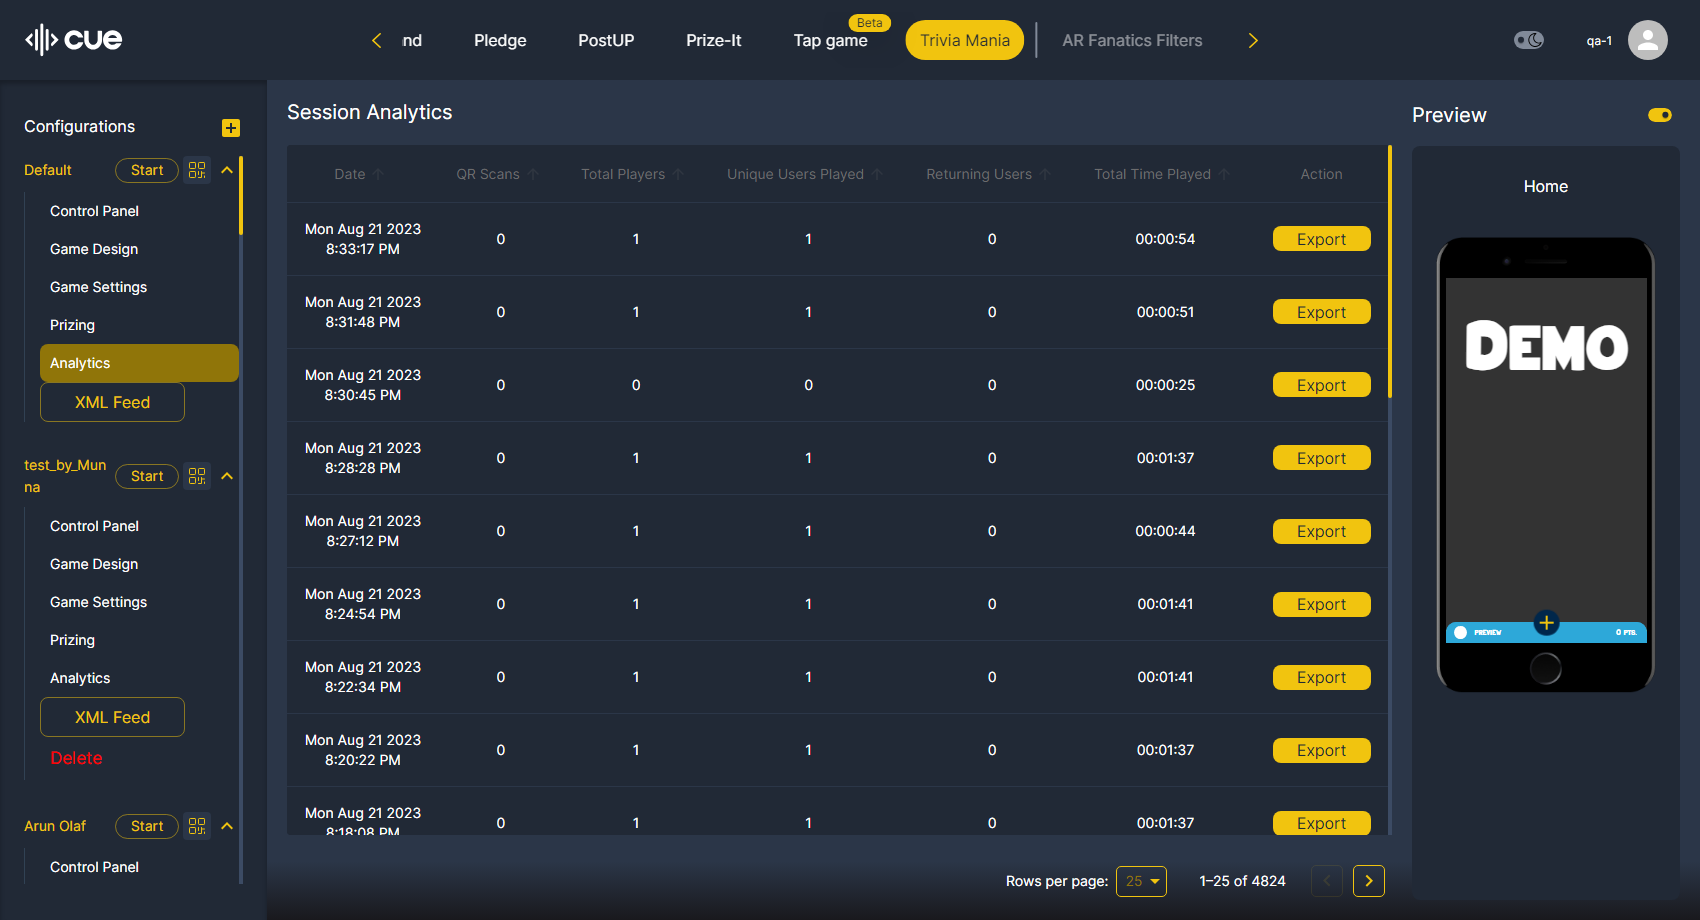 cue
nd
Pledge
PostUP
Prize-It
Tap game
Beta
Trivia Mania
AR Fanatics Filters
qa-1
Configurations
Default
Start
Control Panel
Game Design
Game Settings
Prizing
Analytics
XML Feed
test_by_Mun
na
Start
Control Panel
Game Design
Game Settings
Prizing
Analytics
XML Feed
Delete
Arun Olaf
Start
Control Panel
Session Analytics
Date QR Scans Total Players Unique Users Played Returning Users Total Time Played Action
Mon Aug 21 2023
8:33:17 PM 0 1 1 0 00:00:54 Export
Mon Aug 21 2023
8:31:48 PM 0 1 1 0 00:00:51 Export
Mon Aug 21 2023
8:30:45 PM 0 0 0 0 00:00:25 Export
Mon Aug 21 2023
8:28:28 PM 0 1 1 0 00:01:37 Export
Mon Aug 21 2023
8:27:12 PM 0 1 1 0 00:00:44 Export
Mon Aug 21 2023
8:24:54 PM 0 1 1 0 00:01:41 Export
Mon Aug 21 2023
8:22:34 PM 0 1 1 0 00:01:41 Export
Mon Aug 21 2023
8:20:22 PM 0 1 1 0 00:01:37 Export
Mon Aug 21 2023
8:18:08 PM 0 1 1 0 00:01:37 Export
Rows per page: 25 1–25 of 4824
Preview
Home
DEMO
PREVIEW
0 PTS.